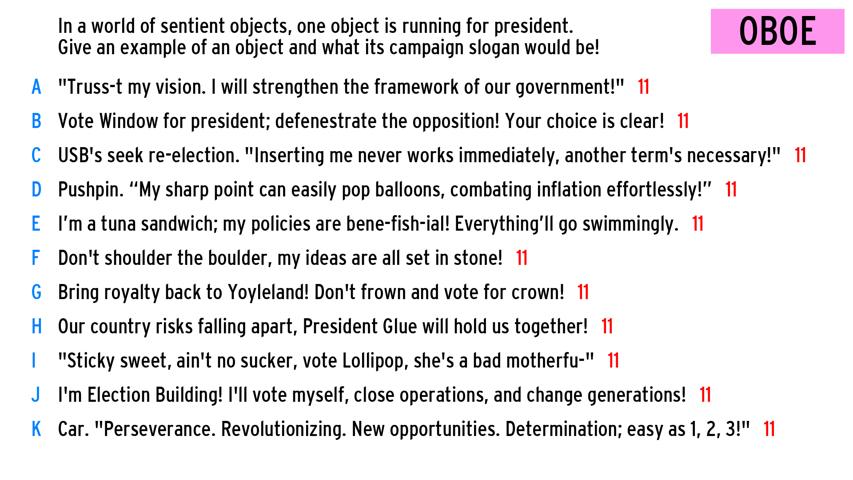 In a world of sentient objects, one object is running for president.
Give an example of an object and what its campaign slogan would be!
OBOE
A "Truss-t my vision. I will strengthen the framework of our government!" 11
B Vote Window for president; defenestrate the opposition! Your choice is clear! 11
C USB's seek re-election. "Inserting me never works immediately, another term's necessary!" 11
D Pushpin. “My sharp point can easily pop balloons, combating inflation effortlessly!” 11
E I’m a tuna sandwich; my policies are bene-fish-ial! Everything’ll go swimmingly. 11
F Don't shoulder the boulder, my ideas are all set in stone! 11
G Bring royalty back to Yoyleland! Don't frown and vote for crown! 11
H Our country risks falling apart, President Glue will hold us together! 11
I "Sticky sweet, ain't no sucker, vote Lollipop, she's a bad motherfu-" 11
J I'm Election Building! I'll vote myself, close operations, and change generations! 11
K Car. "Perseverance. Revolutionizing. New opportunities. Determination; easy as 1, 2, 3!" 11